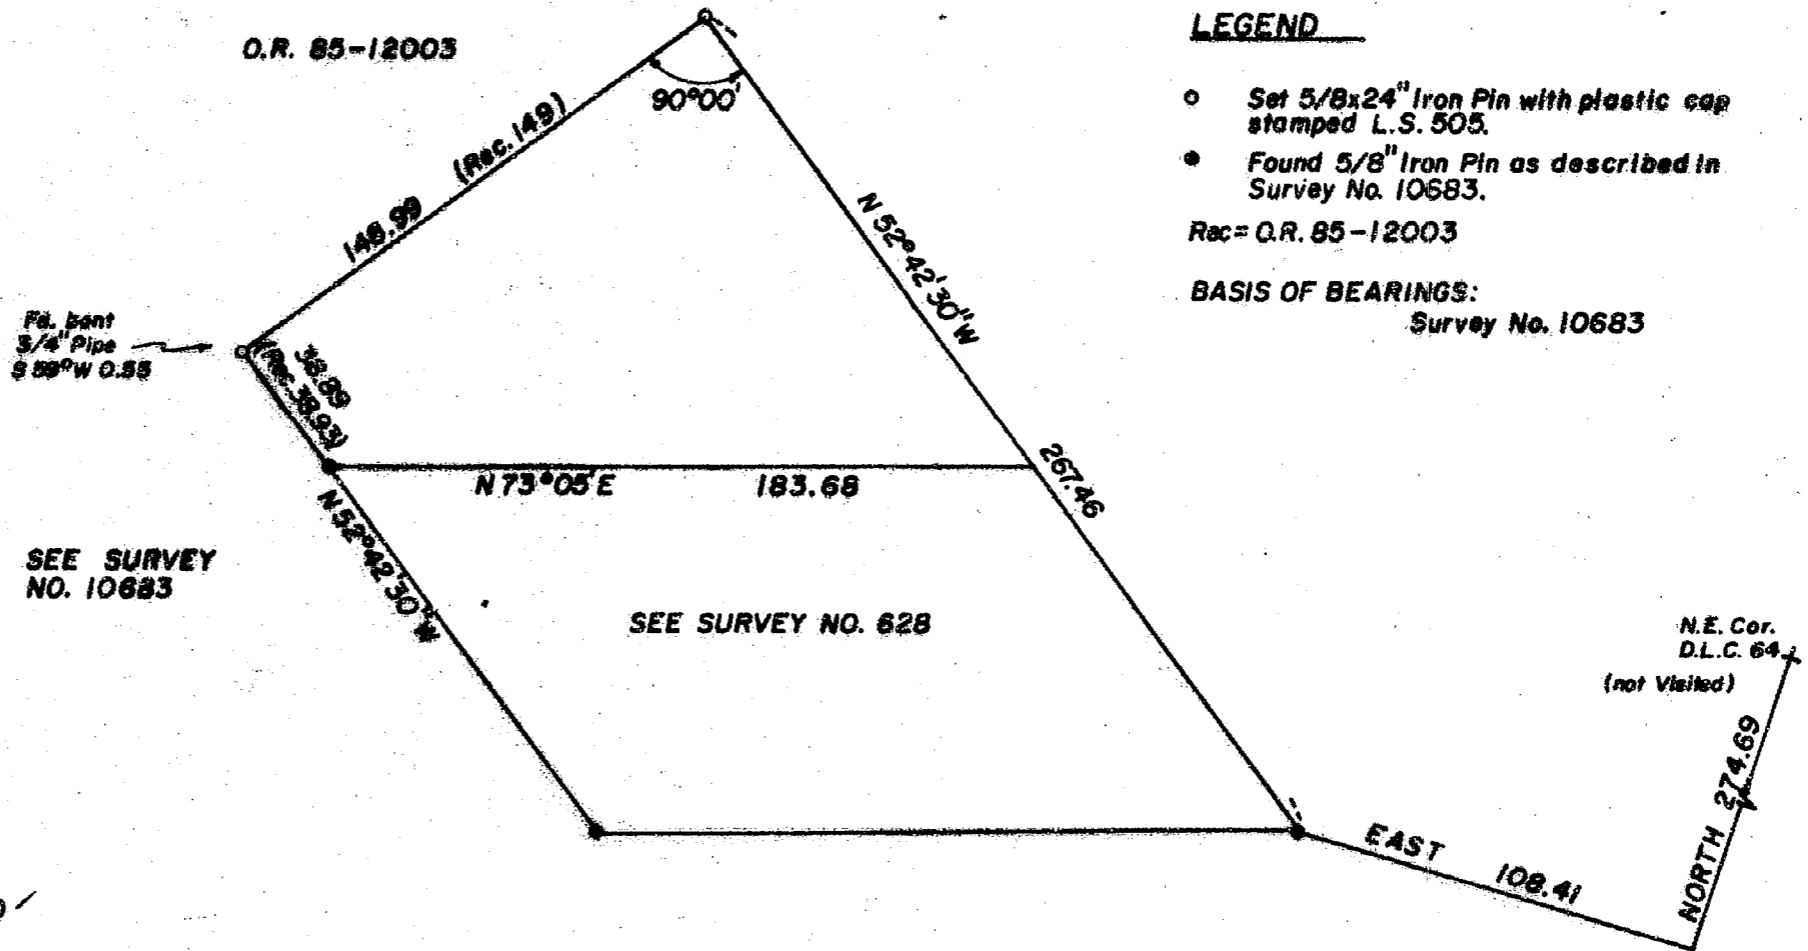 O.R. 85-12003
90°00'
(Rec. 149)
148.99
N 52°42'30" W
Fd. bent
3/4" Pipe
S 59° W 0.55
38.89
(Rec. 38.93)
N 73°05' E 183.68
267.46
N 52°42'30" W
SEE SURVEY
NO. 10683
SEE SURVEY NO. 628
N.E. Cor.
D.L.C. 64
(not Visited)
NORTH 274.69
EAST 108.41
LEGEND
Set 5/8x24" Iron Pin with plastic cap
stamped L.S. 505.
Found 5/8" Iron Pin as described in
Survey No. 10683.
Rec= O.R. 85-12003
BASIS OF BEARINGS:
Survey No. 10683